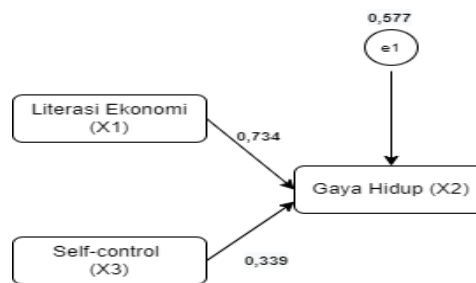 0,577
e1
Literasi Ekonomi
(X1)
0,734
Gaya Hidup (X2)
Self-control
(X3)
0,339